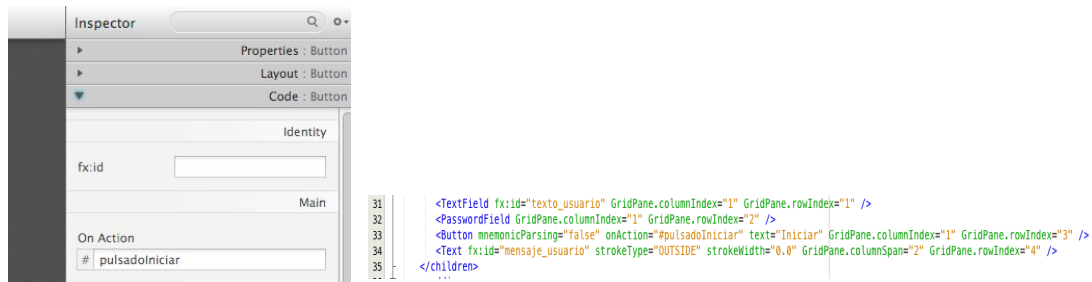 Inspector
Properties : Button
Layout : Button
Code : Button
Identity
fx:id
Main
On Action
# pulsadoIniciar
31 <TextField fx:id="texto_usuario" GridPane.columnIndex="1" GridPane.rowIndex="1" />
32 <PasswordField GridPane.columnIndex="1" GridPane.rowIndex="2" />
33 <Button mnemonicParsing="false" onAction="#pulsadoIniciar" text="Iniciar" GridPane.columnIndex="1" GridPane.rowIndex="3" />
34 <Text fx:id="mensaje_usuario" strokeType="OUTSIDE" strokeWidth="0.0" GridPane.columnSpan="2" GridPane.rowIndex="4" />
35 </children>